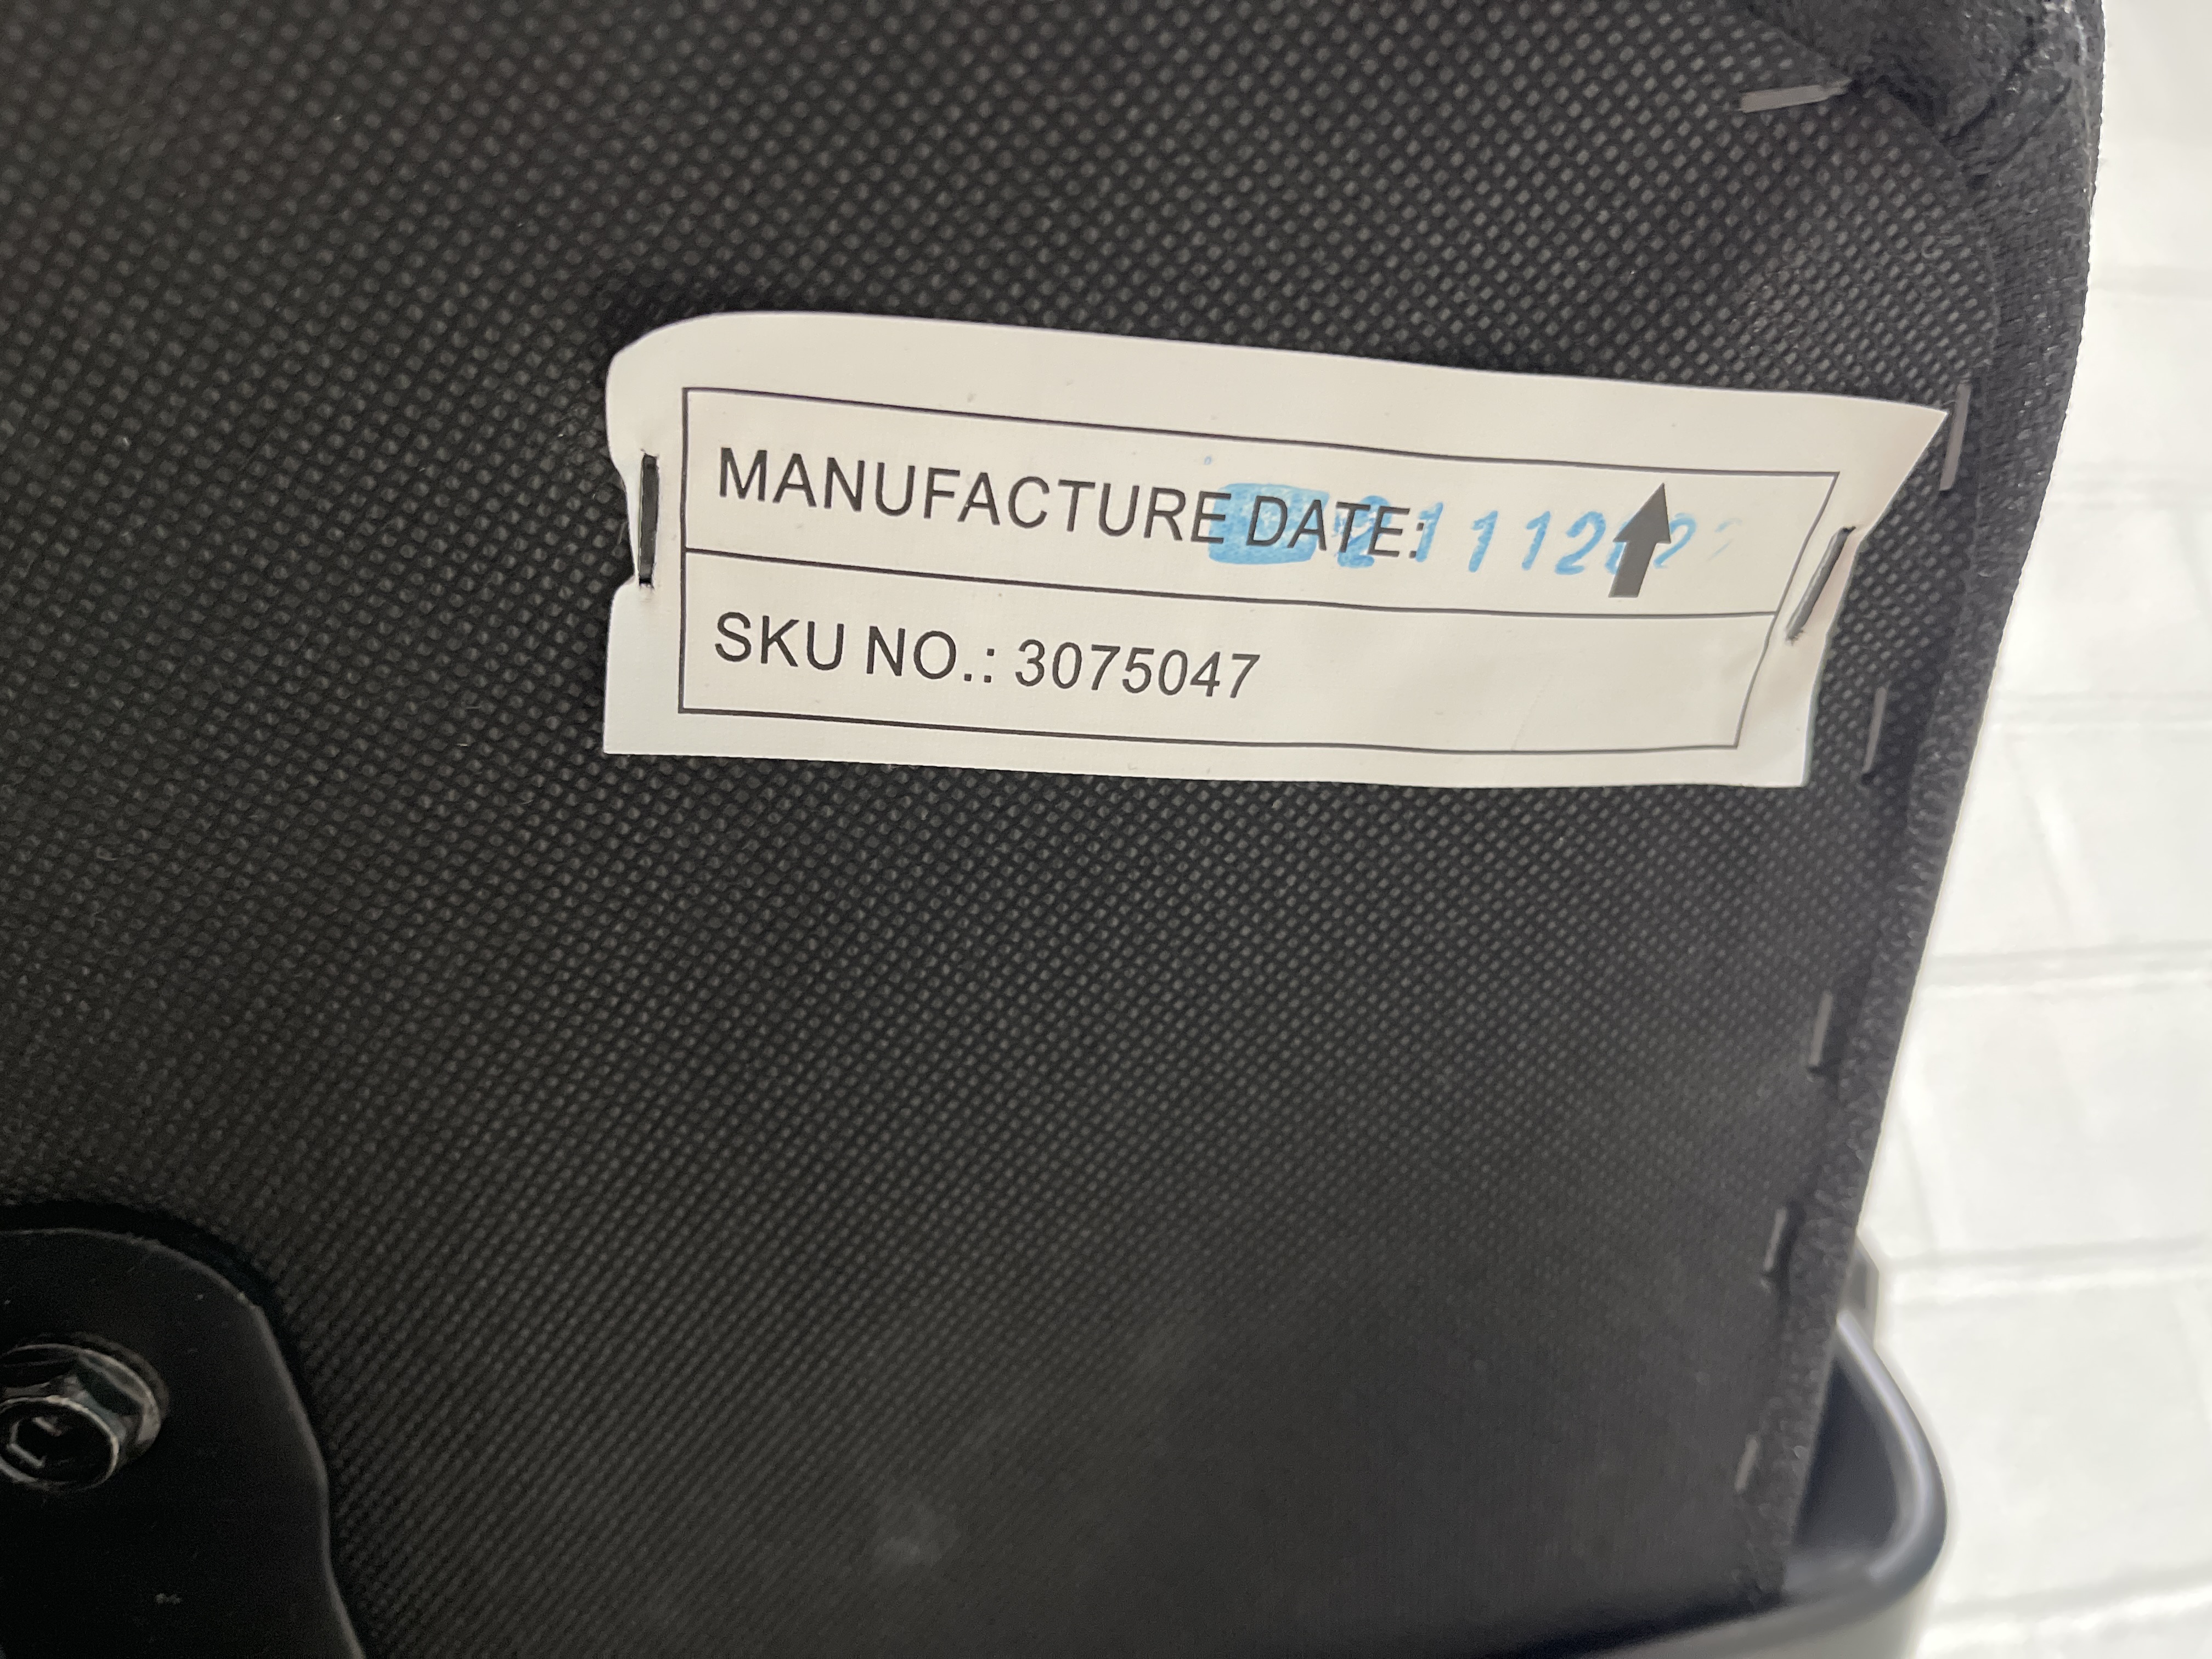 MANUFACTURE DATE:
SKU NO.: 3075047